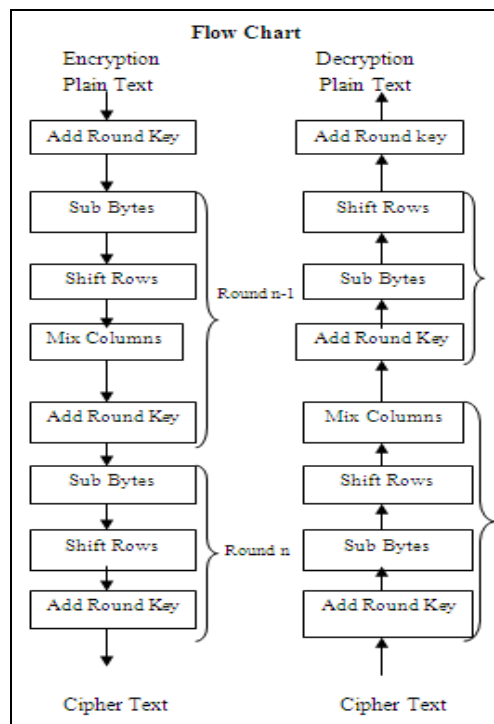 Flow Chart
Encryption
Plain Text
Add Round Key
Sub Bytes
Shift Rows
Mix Columns
Add Round Key
Round n-1
Sub Bytes
Shift Rows
Add Round Key
Round n
Cipher Text
Decryption
Plain Text
Add Round key
Shift Rows
Sub Bytes
Add Round Key
Mix Columns
Shift Rows
Sub Bytes
Add Round Key
Cipher Text